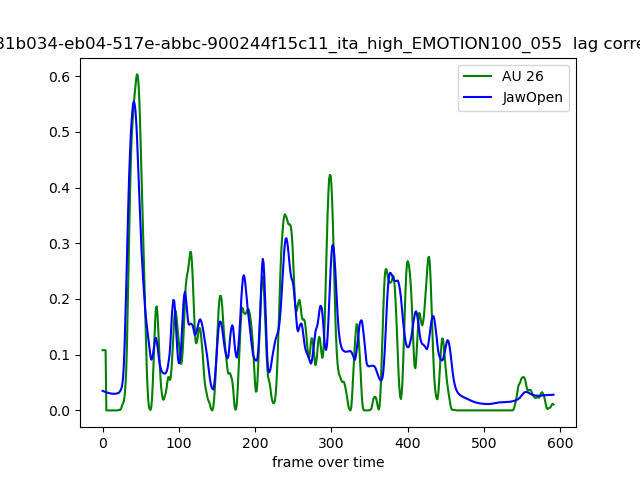 31b034-eb04-517e-abbc-900244f15c11_ita_high_EMOTION100_055 lag corre
AU 26
JawOpen
0.6
0.5
0.4
0.3
0.2
0.1
0.0
0 100 200 300 400 500 600
frame over time